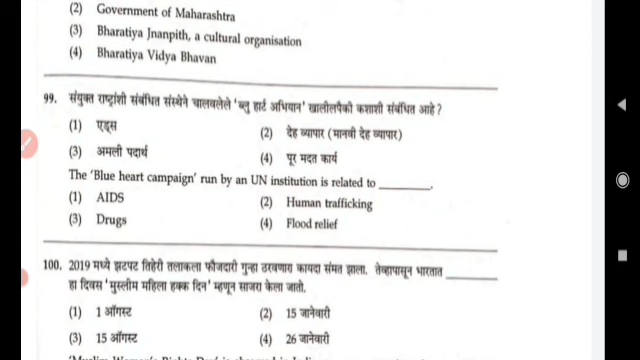 (2) Government of Maharashtra
(3) Bharatiya Jnanpith, a cultural organisation
(4) Bharatiya Vidya Bhavan
99. संयुक्त राष्ट्रांशी संबंधित संस्थेने चालवलेले 'ब्लु हार्ट अभियान' खालीलपैकी कशाशी संबंधित आहे ?
(1) एड्स (2) देह व्यापार (मानवी देह व्यापार)
(3) अमली पदार्थ (4) पूर मदत कार्य
The 'Blue heart campaign' run by an UN institution is related to ________.
(1) AIDS (2) Human trafficking
(3) Drugs (4) Flood relief
100. 2019 मध्ये झटपट तिहेरी तलाकला फौजदारी गुन्हा ठरवणारा कायदा संमत झाला. तेव्हापासून भारतात ________
हा दिवस 'मुस्लीम महिला हक्क दिन' म्हणून साजरा केला जातो.
(1) 1 ऑगस्ट (2) 15 जानेवारी
(3) 15 ऑगस्ट (4) 26 जानेवारी